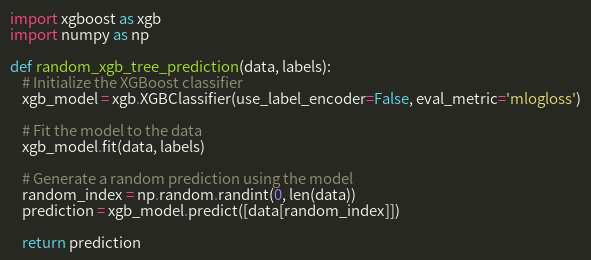 import xgboost as xgb
import numpy as np
def random_xgb_tree_prediction(data, labels):
# Initialize the XGBoost classifier
xgb_model = xgb.XGBClassifier(use_label_encoder=False, eval_metric='mlogloss')
# Fit the model to the data
xgb_model.fit(data, labels)
# Generate a random prediction using the model
random_index = np.random.randint(0, len(data))
prediction = xgb_model.predict([data[random_index]])
return prediction